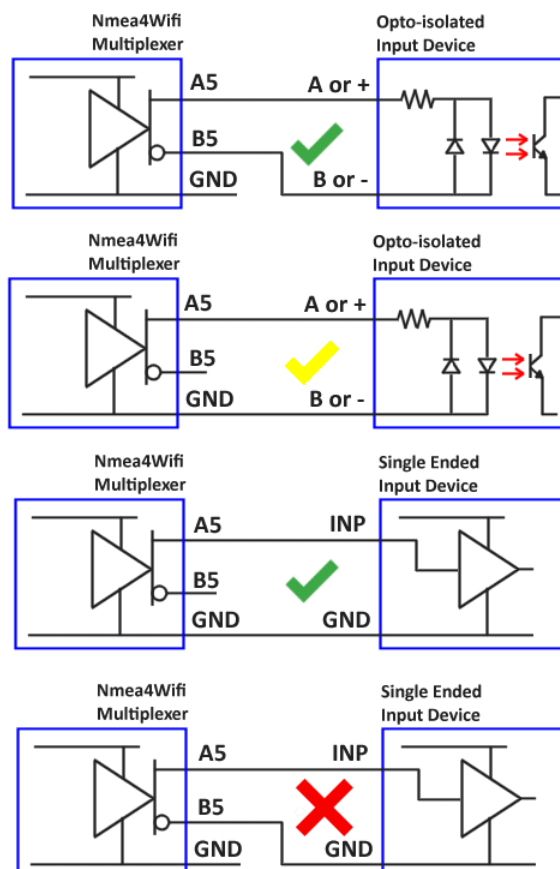 Nmea4Wifi
Multiplexer
Opto-isolated
Input Device
A5
A or +
B5
GND
B or -
Nmea4Wifi
Multiplexer
Opto-isolated
Input Device
A5
A or +
B5
GND
B or -
Nmea4Wifi
Multiplexer
Single Ended
Input Device
A5
INP
B5
GND
GND
Nmea4Wifi
Multiplexer
Single Ended
Input Device
A5
INP
B5
GND
GND